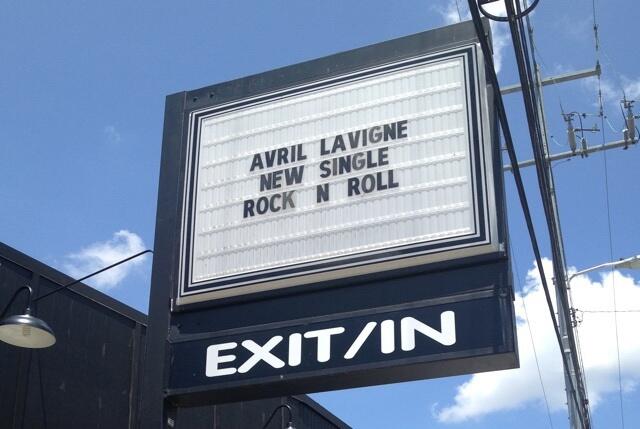 AVRIL LAVIGNE
NEW SINGLE
ROCK N ROLL
EXIT/IN